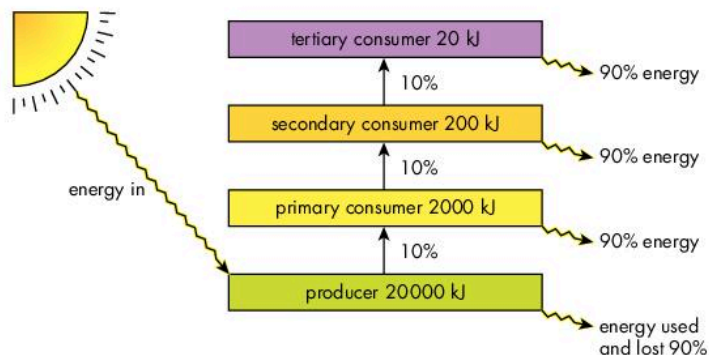 tertiary consumer 20 kJ
90% energy
10%
secondary consumer 200 kJ
90% energy
energy in
10%
primary consumer 2000 kJ
90% energy
10%
producer 20000 kJ
energy used
and lost 90%